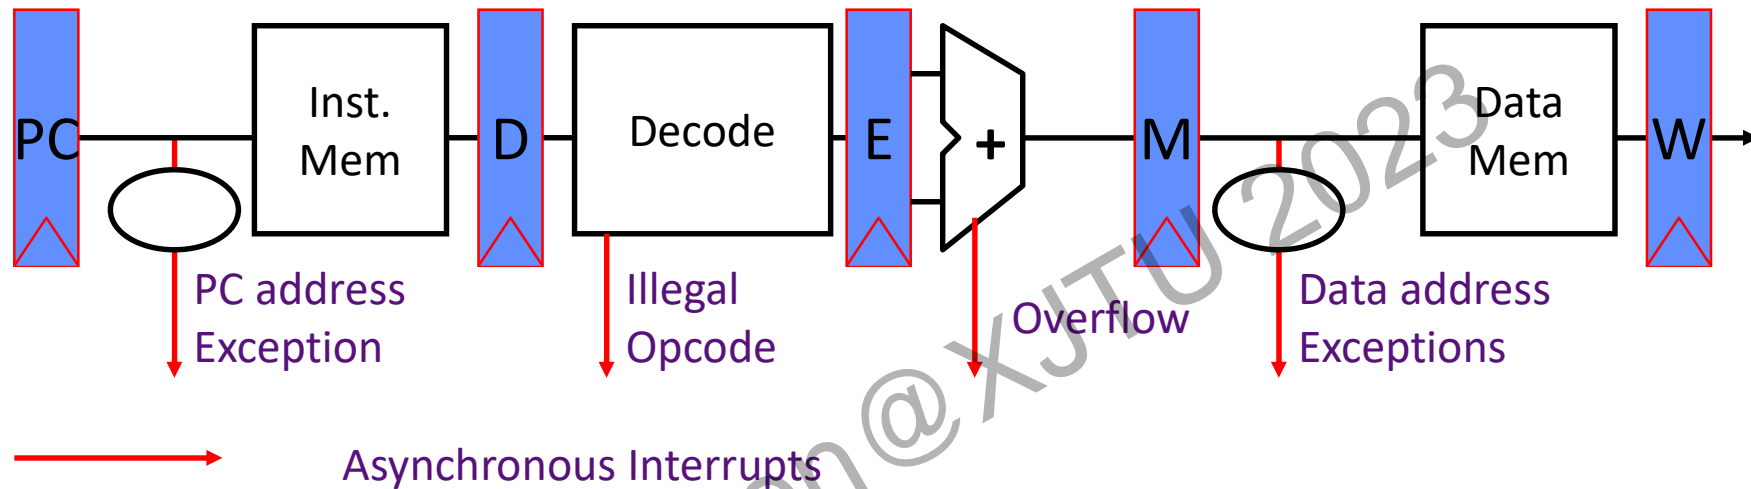 PC
Inst.
Mem
D
Decode
E
+
M
Data
Mem
W
PC address
Exception
Illegal
Opcode
Overflow
Data address
Exceptions
Asynchronous Interrupts
@XJTU 2023